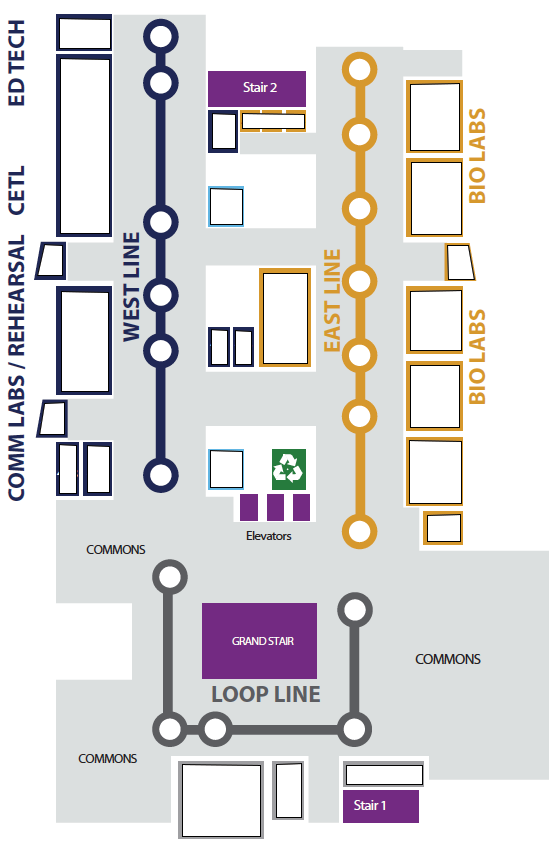 ED TECH
CETL
COMM LABS / REHEARSAL
WEST LINE
Stair 2
EAST LINE
BIO LABS
BIO LABS
Elevators
COMMONS
GRAND STAIR
COMMONS
LOOP LINE
COMMONS
Stair 1